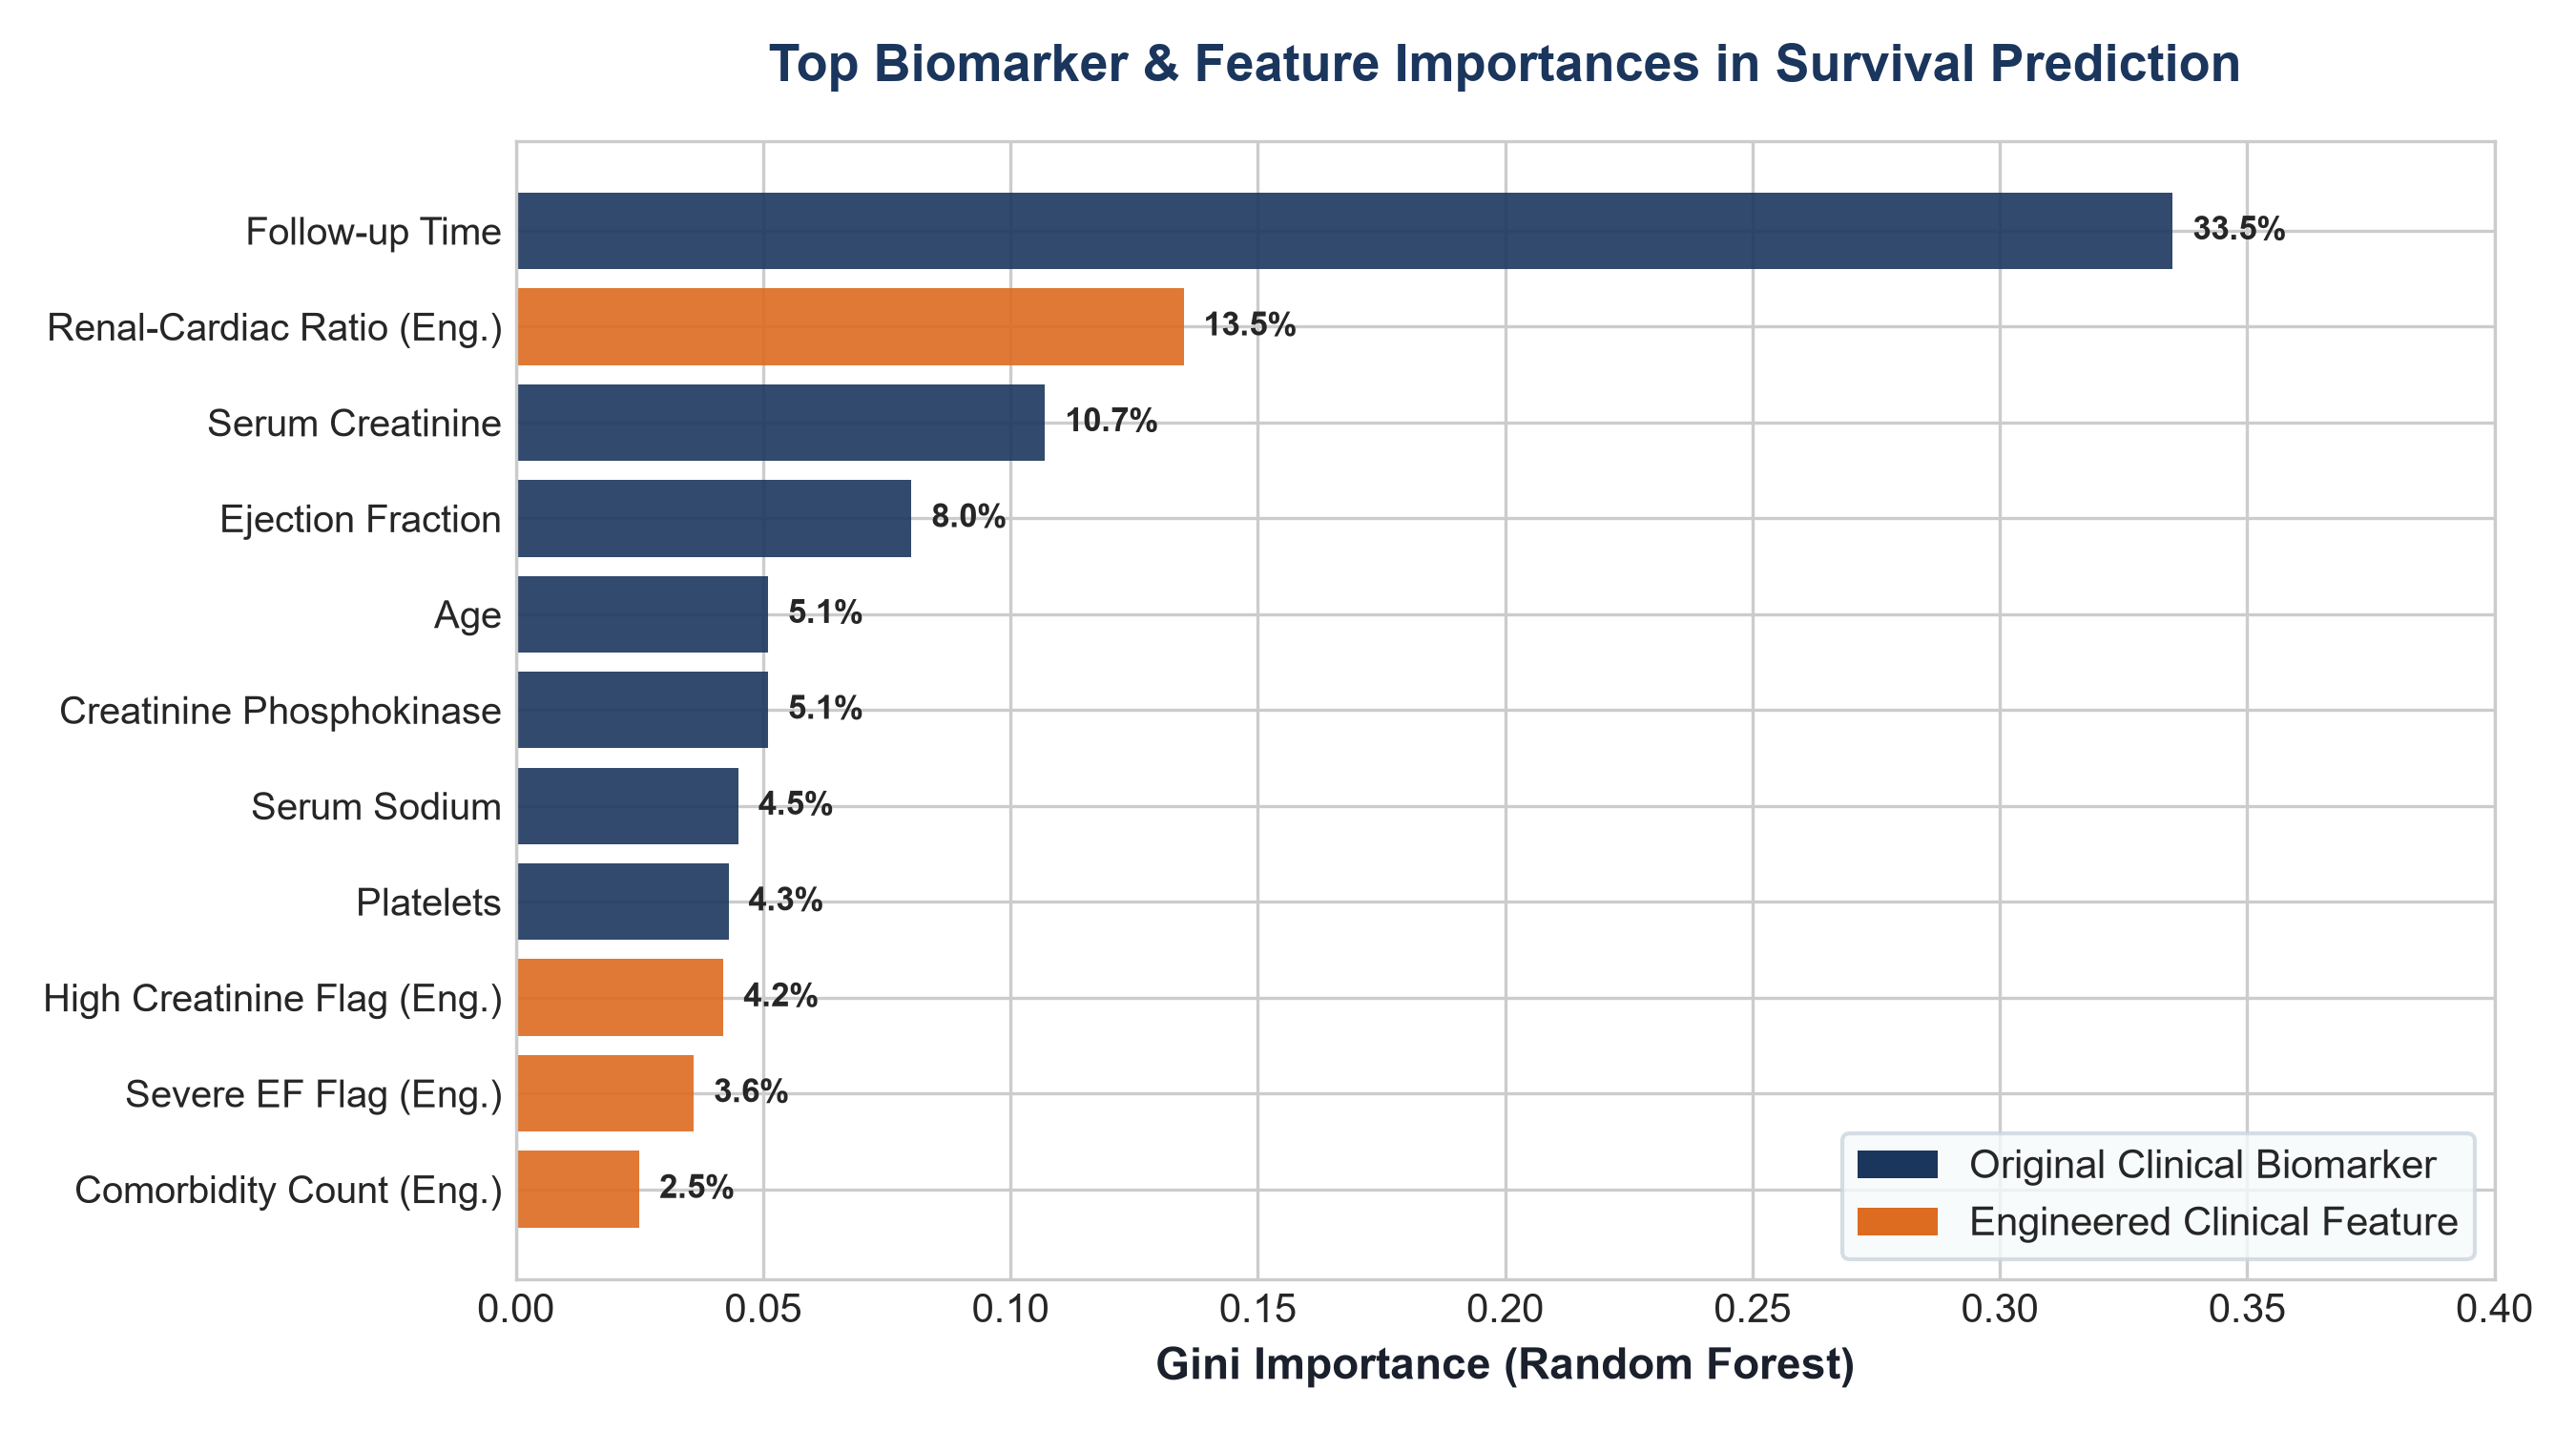 Top Biomarker & Feature Importances in Survival Prediction
Follow-up Time 33.5%
Renal-Cardiac Ratio (Eng.) 13.5%
Serum Creatinine 10.7%
Ejection Fraction 8.0%
Age 5.1%
Creatinine Phosphokinase 5.1%
Serum Sodium 4.5%
Platelets 4.3%
High Creatinine Flag (Eng.) 4.2%
Severe EF Flag (Eng.) 3.6%
Comorbidity Count (Eng.) 2.5%
Original Clinical Biomarker
Engineered Clinical Feature
0.00 0.05 0.10 0.15 0.20 0.25 0.30 0.35 0.40
Gini Importance (Random Forest)